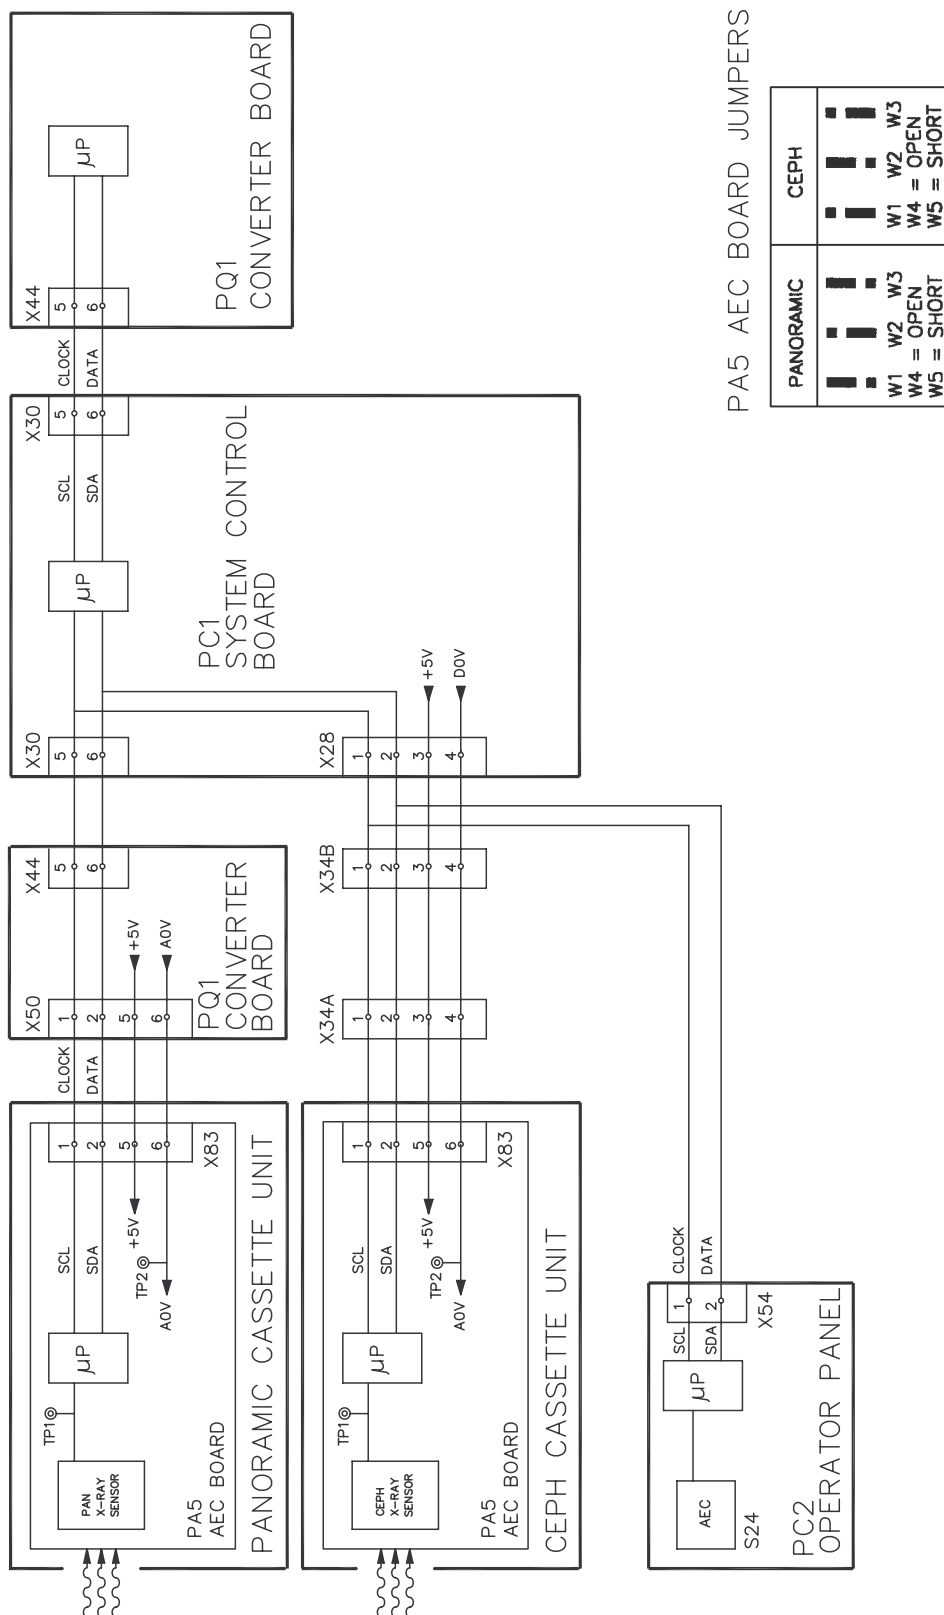 PAN
X-RAY
SENSOR
TP1
µP
SCL
SDA
TP2
+5V
A0V
1
2
5
6
X83
PA5
AEC BOARD
PANORAMIC CASSETTE UNIT
CLOCK
DATA
X50
1
2
5
6
+5V
A0V
X44
5
6
PQ1
CONVERTER
BOARD
X30
5
6
µP
SCL
SDA
X30
5
6
PC1
SYSTEM CONTROL
BOARD
CLOCK
DATA
X44
5
6
µP
PQ1
CONVERTER BOARD
CEPH
X-RAY
SENSOR
TP1
µP
SCL
SDA
TP2
+5V
A0V
1
2
5
6
X83
PA5
AEC BOARD
CEPH CASSETTE UNIT
X34A
1
2
3
4
X34B
1
2
3
4
X28
1
2
3
4
+5V
D0V
AEC
S24
µP
SCL
SDA
1
2
X54
CLOCK
DATA
PC2
OPERATOR PANEL
PA5 AEC BOARD JUMPERS
PANORAMIC
W1 W2 W3
W4 = OPEN
W5 = SHORT
CEPH
W1 W2 W3
W4 = OPEN
W5 = SHORT